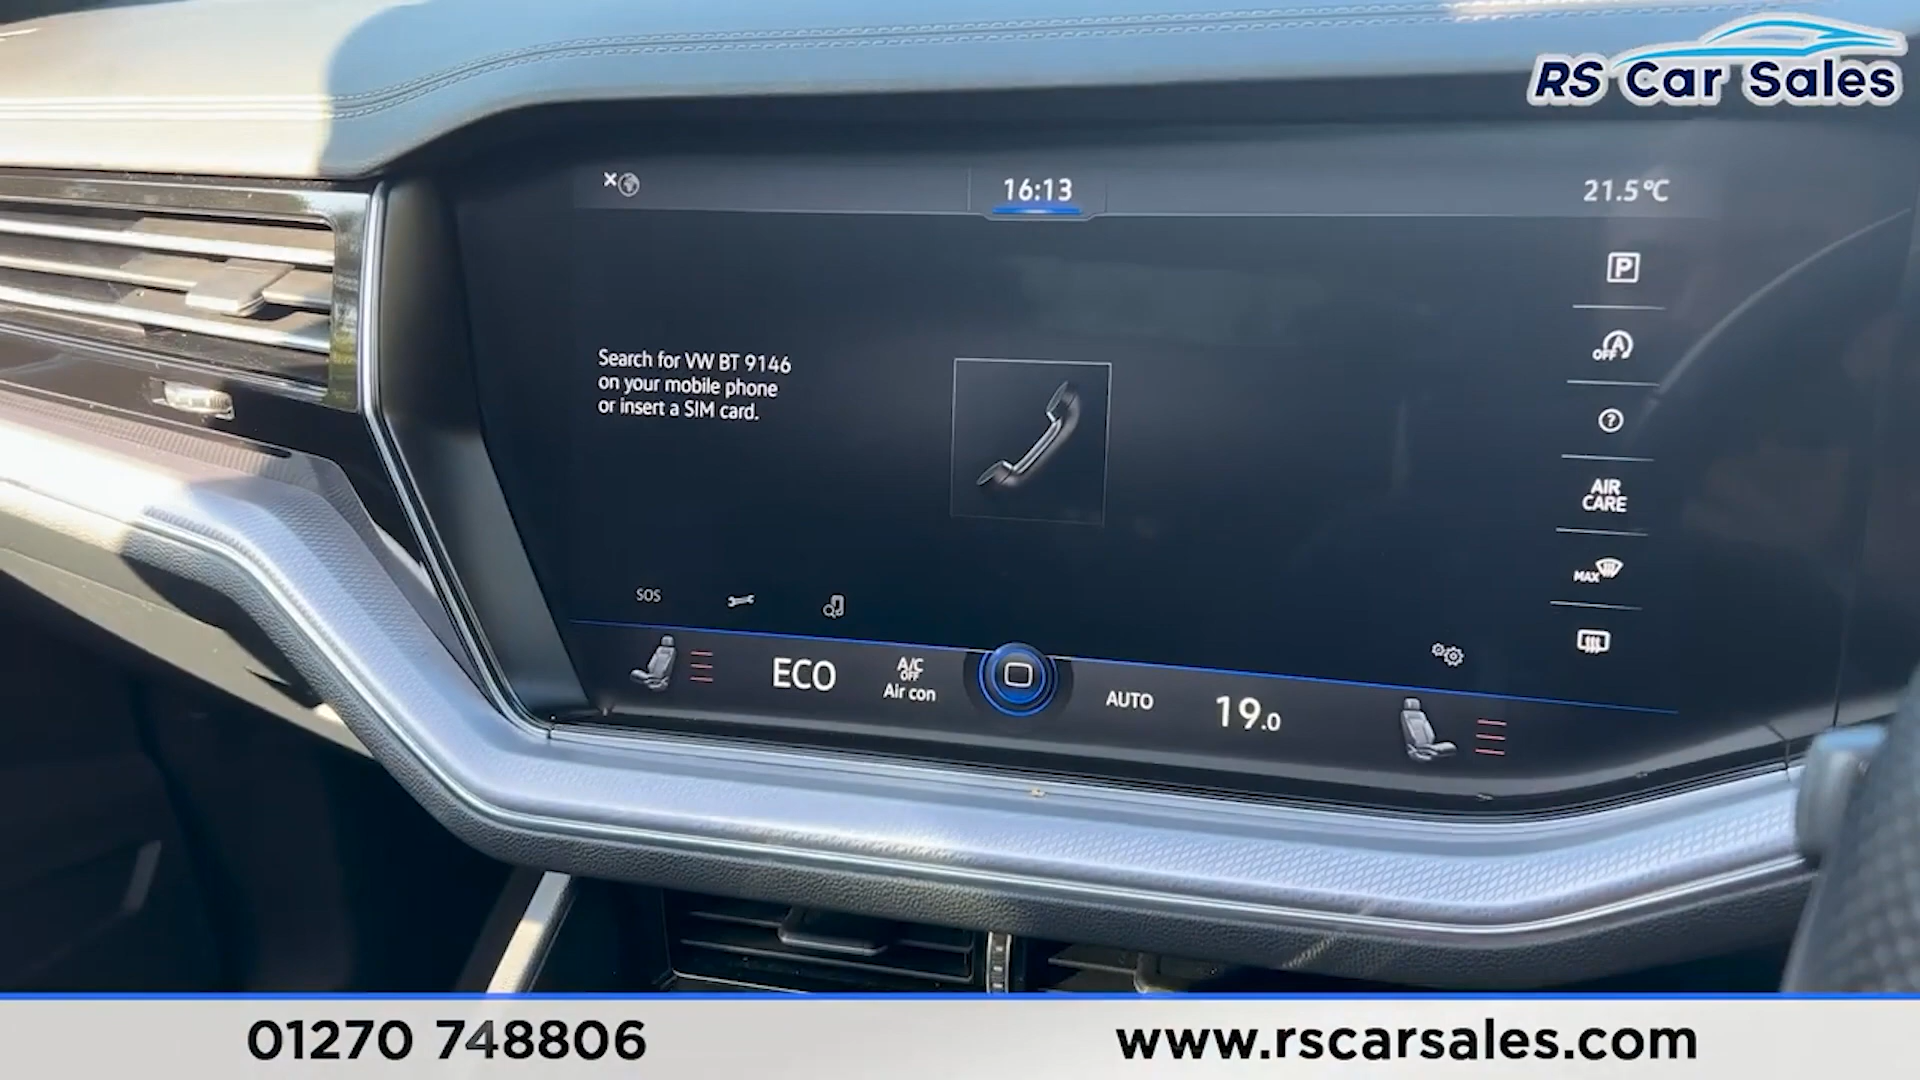 RS Car Sales
16:13
21.5°C
P
Search for VW BT 9146
on your mobile phone
or insert a SIM card.
A
OFF
?
AIR
CARE
MAX
SOS
ECO
A/C
OFF
Air con
AUTO
19.0
01270 748806
www.rscarsales.com